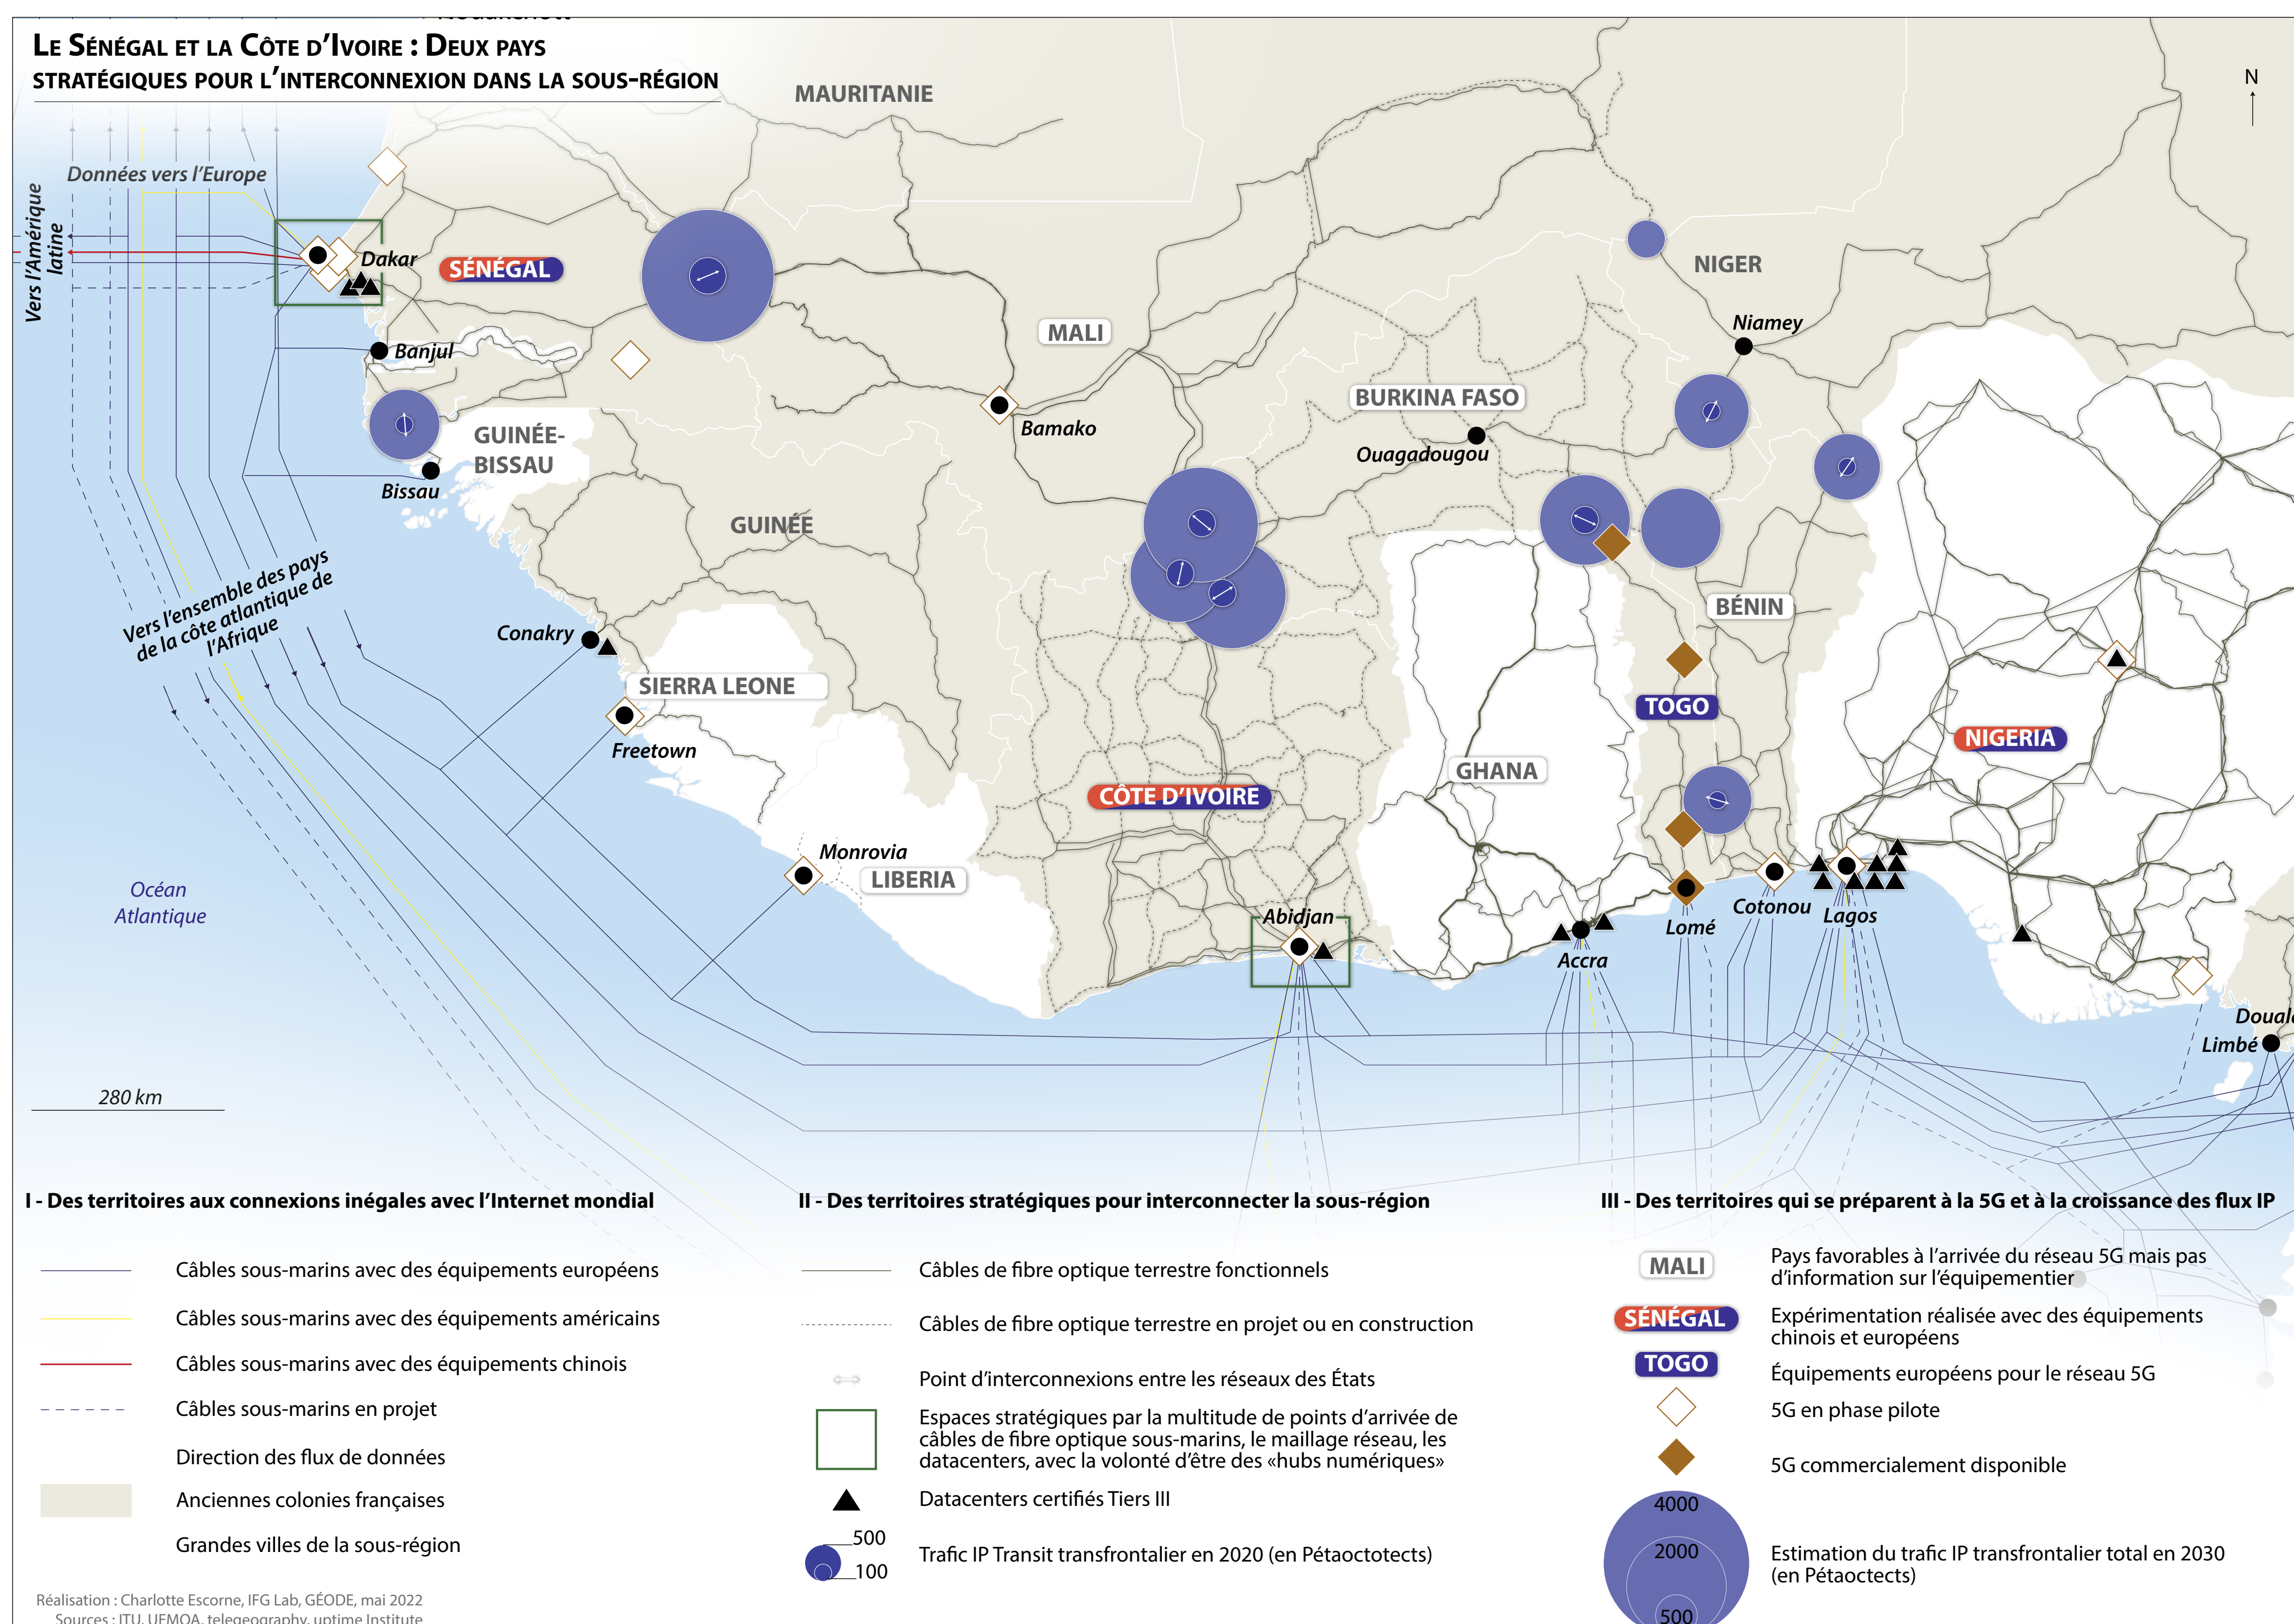 LE SÉNÉGAL ET LA CÔTE D'IVOIRE : DEUX PAYS
STRATÉGIQUES POUR L'INTERCONNEXION DANS LA SOUS-RÉGION
N
MAURITANIE
Données vers l'Europe
Vers l'Amérique
latine
Dakar
SÉNÉGAL
NIGER
Niamey
MALI
Banjul
BURKINA FASO
Bamako
Ouagadougou
GUINÉE-
BISSAU
Bissau
GUINÉE
Vers l'ensemble des pays
de la côte atlantique de
l'Afrique
BÉNIN
Conakry
SIERRA LEONE
TOGO
Freetown
NIGERIA
GHANA
CÔTE D'IVOIRE
Monrovia
LIBERIA
Océan
Atlantique
Abidjan
Cotonou
Lagos
Lomé
Accra
Limbé
280 km
I - Des territoires aux connexions inégales avec l'Internet mondial
Câbles sous-marins avec des équipements européens
Câbles sous-marins avec des équipements américains
Câbles sous-marins avec des équipements chinois
Câbles sous-marins en projet
Direction des flux de données
Anciennes colonies françaises
Grandes villes de la sous-région
Réalisation : Charlotte Escorne, IFG Lab, GÉODE, mai 2022
Sources : ITU, UEMOA, telegeography, uptime Institute
II - Des territoires stratégiques pour interconnecter la sous-région
Câbles de fibre optique terrestre fonctionnels
Câbles de fibre optique terrestre en projet ou en construction
Point d'interconnexions entre les réseaux des États
Espaces stratégiques par la multitude de points d'arrivée de
câbles de fibre optique sous-marins, le maillage réseau, les
datacenters, avec la volonté d'être des «hubs numériques»
Datacenters certifiés Tiers III
500
100
Trafic IP Transit transfrontalier en 2020 (en Pétaoctotects)
III - Des territoires qui se préparent à la 5G et à la croissance des flux IP
MALI
Pays favorables à l'arrivée du réseau 5G mais pas
d'information sur l'équipementier
SÉNÉGAL
Expérimentation réalisée avec des équipements
chinois et européens
TOGO
Équipements européens pour le réseau 5G
5G en phase pilote
5G commercialement disponible
4000
2000
500
Estimation du trafic IP transfrontalier total en 2030
(en Pétaoctects)